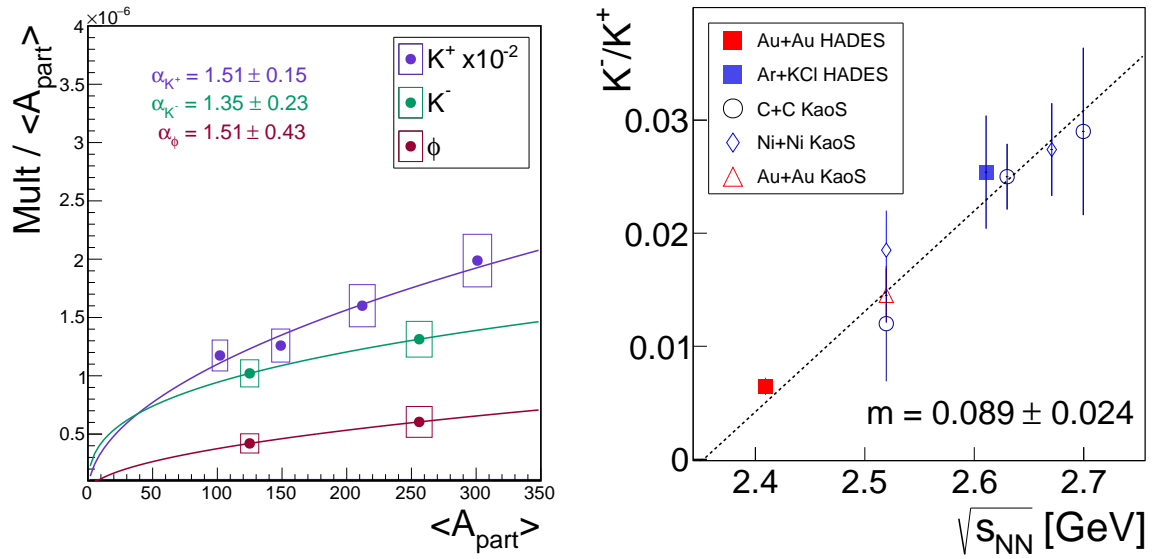 ×10⁻⁶
4
3.5
3
2.5
2
1.5
1
0.5
0 50 100 150 200 250 300 350
Mult / <A_part>
<A_part>
α_K⁺ = 1.51 ± 0.15
α_K⁻ = 1.35 ± 0.23
α_ϕ = 1.51 ± 0.43
K⁺ x10⁻²
K⁻
ϕ
K⁻/K⁺
0.03
0.02
0.01
0
2.4 2.5 2.6 2.7
√s_NN [GeV]
Au+Au HADES
Ar+KCl HADES
C+C KaoS
Ni+Ni KaoS
Au+Au KaoS
m = 0.089 ± 0.024